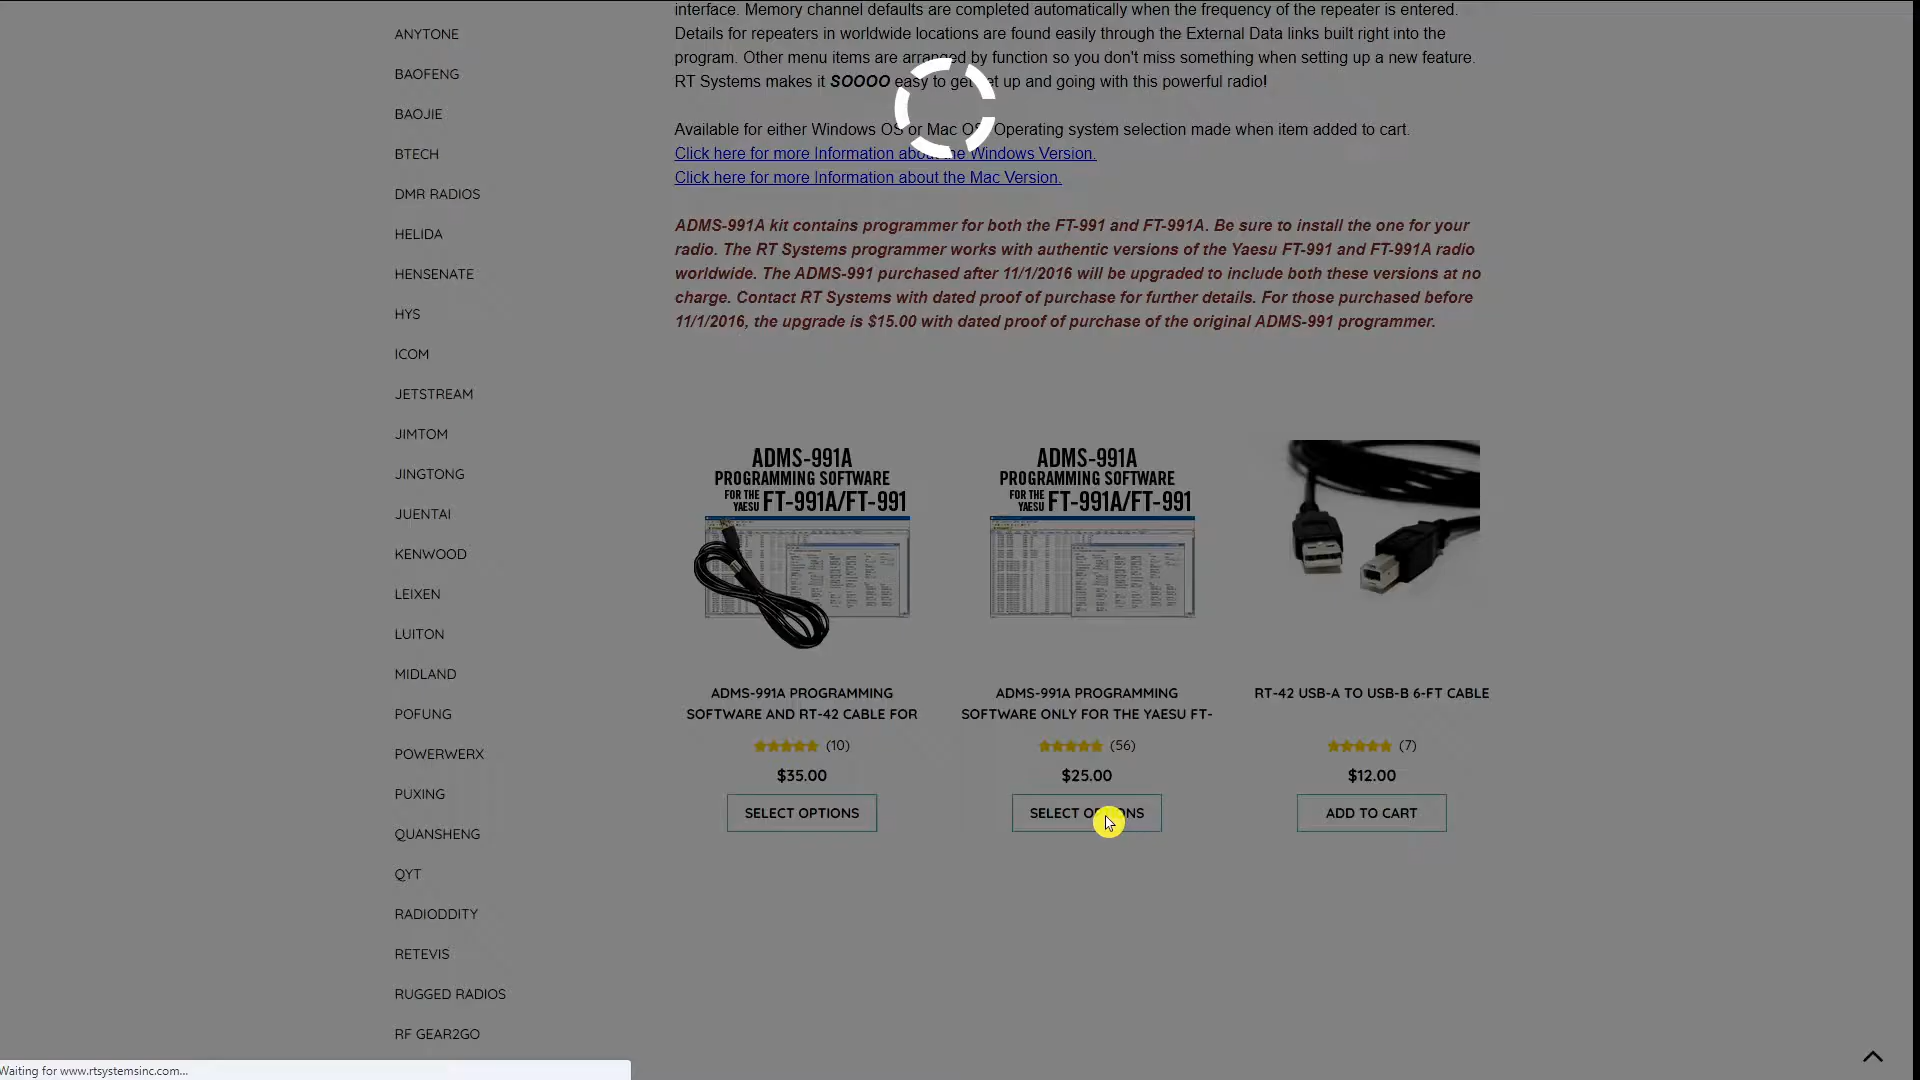 ANYTONE
BAOFENG
BAOJIE
BTECH
DMR RADIOS
HELIDA
HENSENATE
HYS
ICOM
JETSTREAM
JIMTOM
JINGTONG
JUENTAI
KENWOOD
LEIXEN
LUITON
MIDLAND
POFUNG
POWERWERX
PUXING
QUANSHENG
QYT
RADIODDITY
RETEVIS
RUGGED RADIOS
RF GEAR2GO
interface. Memory channel defaults are completed automatically when the frequency of the repeater is entered.
Details for repeaters in worldwide locations are found easily through the External Data links built right into the
program. Other menu items are arranged by function so you don't miss something when setting up a new feature.
RT Systems makes it SOOOO easy to get set up and going with this powerful radio!
Available for either Windows OS or Mac OS. Operating system selection made when item added to cart.
Click here for more Information about the Windows Version.
Click here for more Information about the Mac Version.
ADMS-991A kit contains programmer for both the FT-991 and FT-991A. Be sure to install the one for your
radio. The RT Systems programmer works with authentic versions of the Yaesu FT-991 and FT-991A radio
worldwide. The ADMS-991 purchased after 11/1/2016 will be upgraded to include both these versions at no
charge. Contact RT Systems with dated proof of purchase for further details. For those purchased before
11/1/2016, the upgrade is $15.00 with dated proof of purchase of the original ADMS-991 programmer.
ADMS-991A
PROGRAMMING SOFTWARE
FOR THE YAESU FT-991A/FT-991
ADMS-991A PROGRAMMING
SOFTWARE AND RT-42 CABLE FOR
(10)
$35.00
SELECT OPTIONS
ADMS-991A
PROGRAMMING SOFTWARE
FOR THE YAESU FT-991A/FT-991
ADMS-991A PROGRAMMING
SOFTWARE ONLY FOR THE YAESU FT-
(56)
$25.00
SELECT OPTIONS
RT-42 USB-A TO USB-B 6-FT CABLE
(7)
$12.00
ADD TO CART
Waiting for www.rtsystemsinc.com...